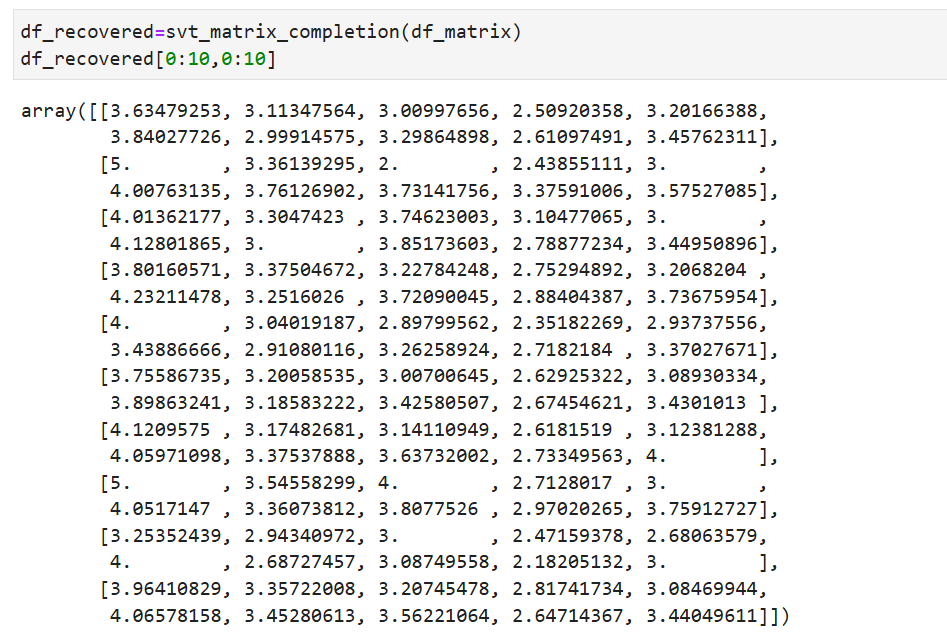 df_recovered=svt_matrix_completion(df_matrix)
df_recovered[0:10,0:10]
array([[3.63479253, 3.11347564, 3.00997656, 2.50920358, 3.20166388,
        3.84027726, 2.99914575, 3.29864898, 2.61097491, 3.45762311],
       [5.        , 3.36139295, 2.        , 2.43855111, 3.        ,
        4.00763135, 3.76126902, 3.73141756, 3.37591006, 3.57527085],
       [4.01362177, 3.3047423 , 3.74623003, 3.10477065, 3.        ,
        4.12801865, 3.        , 3.85173603, 2.78877234, 3.44950896],
       [3.80160571, 3.37504672, 3.22784248, 2.75294892, 3.2068204 ,
        4.23211478, 3.2516026 , 3.72090045, 2.88404387, 3.73675954],
       [4.        , 3.04019187, 2.89799562, 2.35182269, 2.93737556,
        3.43886666, 2.91080116, 3.26258924, 2.7182184 , 3.37027671],
       [3.75586735, 3.20058535, 3.00700645, 2.62925322, 3.08930334,
        3.89863241, 3.18583222, 3.42580507, 2.67454621, 3.4301013 ],
       [4.1209575 , 3.17482681, 3.14110949, 2.6181519 , 3.12381288,
        4.05971098, 3.37537888, 3.63732002, 2.73349563, 4.        ],
       [5.        , 3.54558299, 4.        , 2.7128017 , 3.        ,
        4.0517147 , 3.36073812, 3.8077526 , 2.97020265, 3.75912727],
       [3.25352439, 2.94340972, 3.        , 2.47159378, 2.68063579,
        4.        , 2.68727457, 3.08749558, 2.18205132, 3.        ],
       [3.96410829, 3.35722008, 3.20745478, 2.81741734, 3.08469944,
        4.06578158, 3.45280613, 3.56221064, 2.64714367, 3.44049611]])